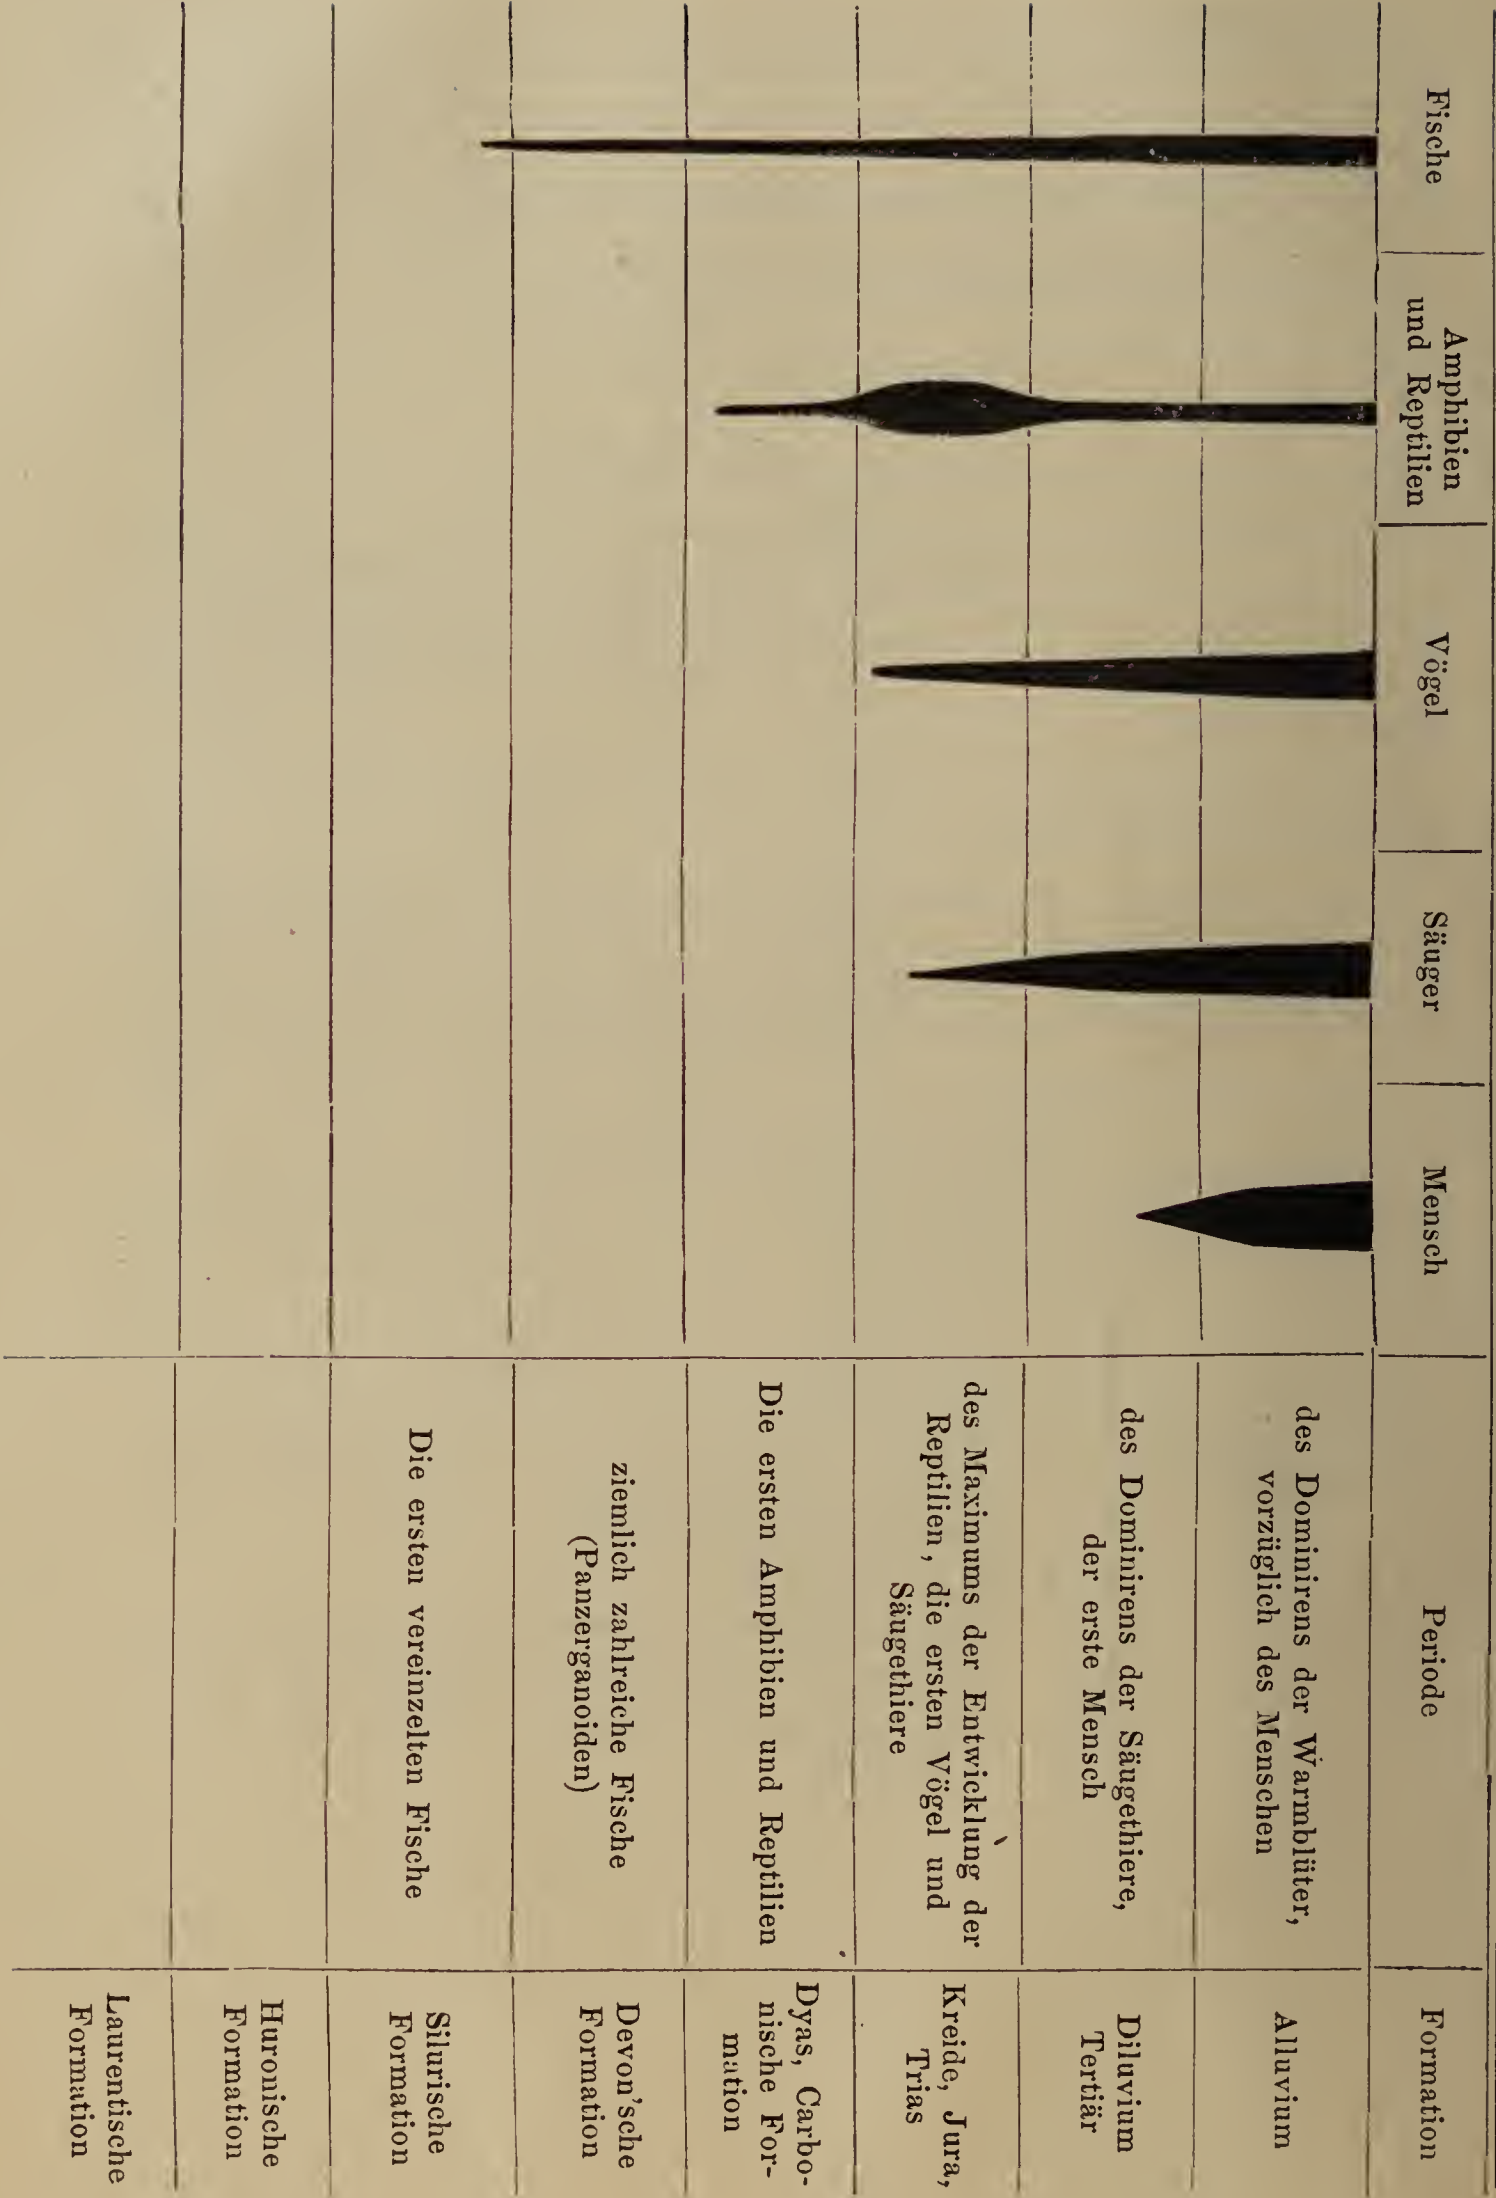 Fische
Amphibien
und Reptilien
Vögel
Säuger
Mensch
Periode
Formation
des Dominirens der Warmblüter,
vorzüglich des Menschen
Alluvium
des Dominirens der Säugethiere,
der erste Mensch
Diluvium
Tertiär
des Maximums der Entwicklung der
Reptilien, die ersten Vögel und
Säugethiere
Kreide, Jura,
Trias
Die ersten Amphibien und Reptilien
Dyas, Carbo-
nische For-
mation
ziemlich zahlreiche Fische
(Panzerganoiden)
Devon'sche
Formation
Die ersten vereinzelten Fische
Silurische
Formation
Huronische
Formation
Laurentische
Formation